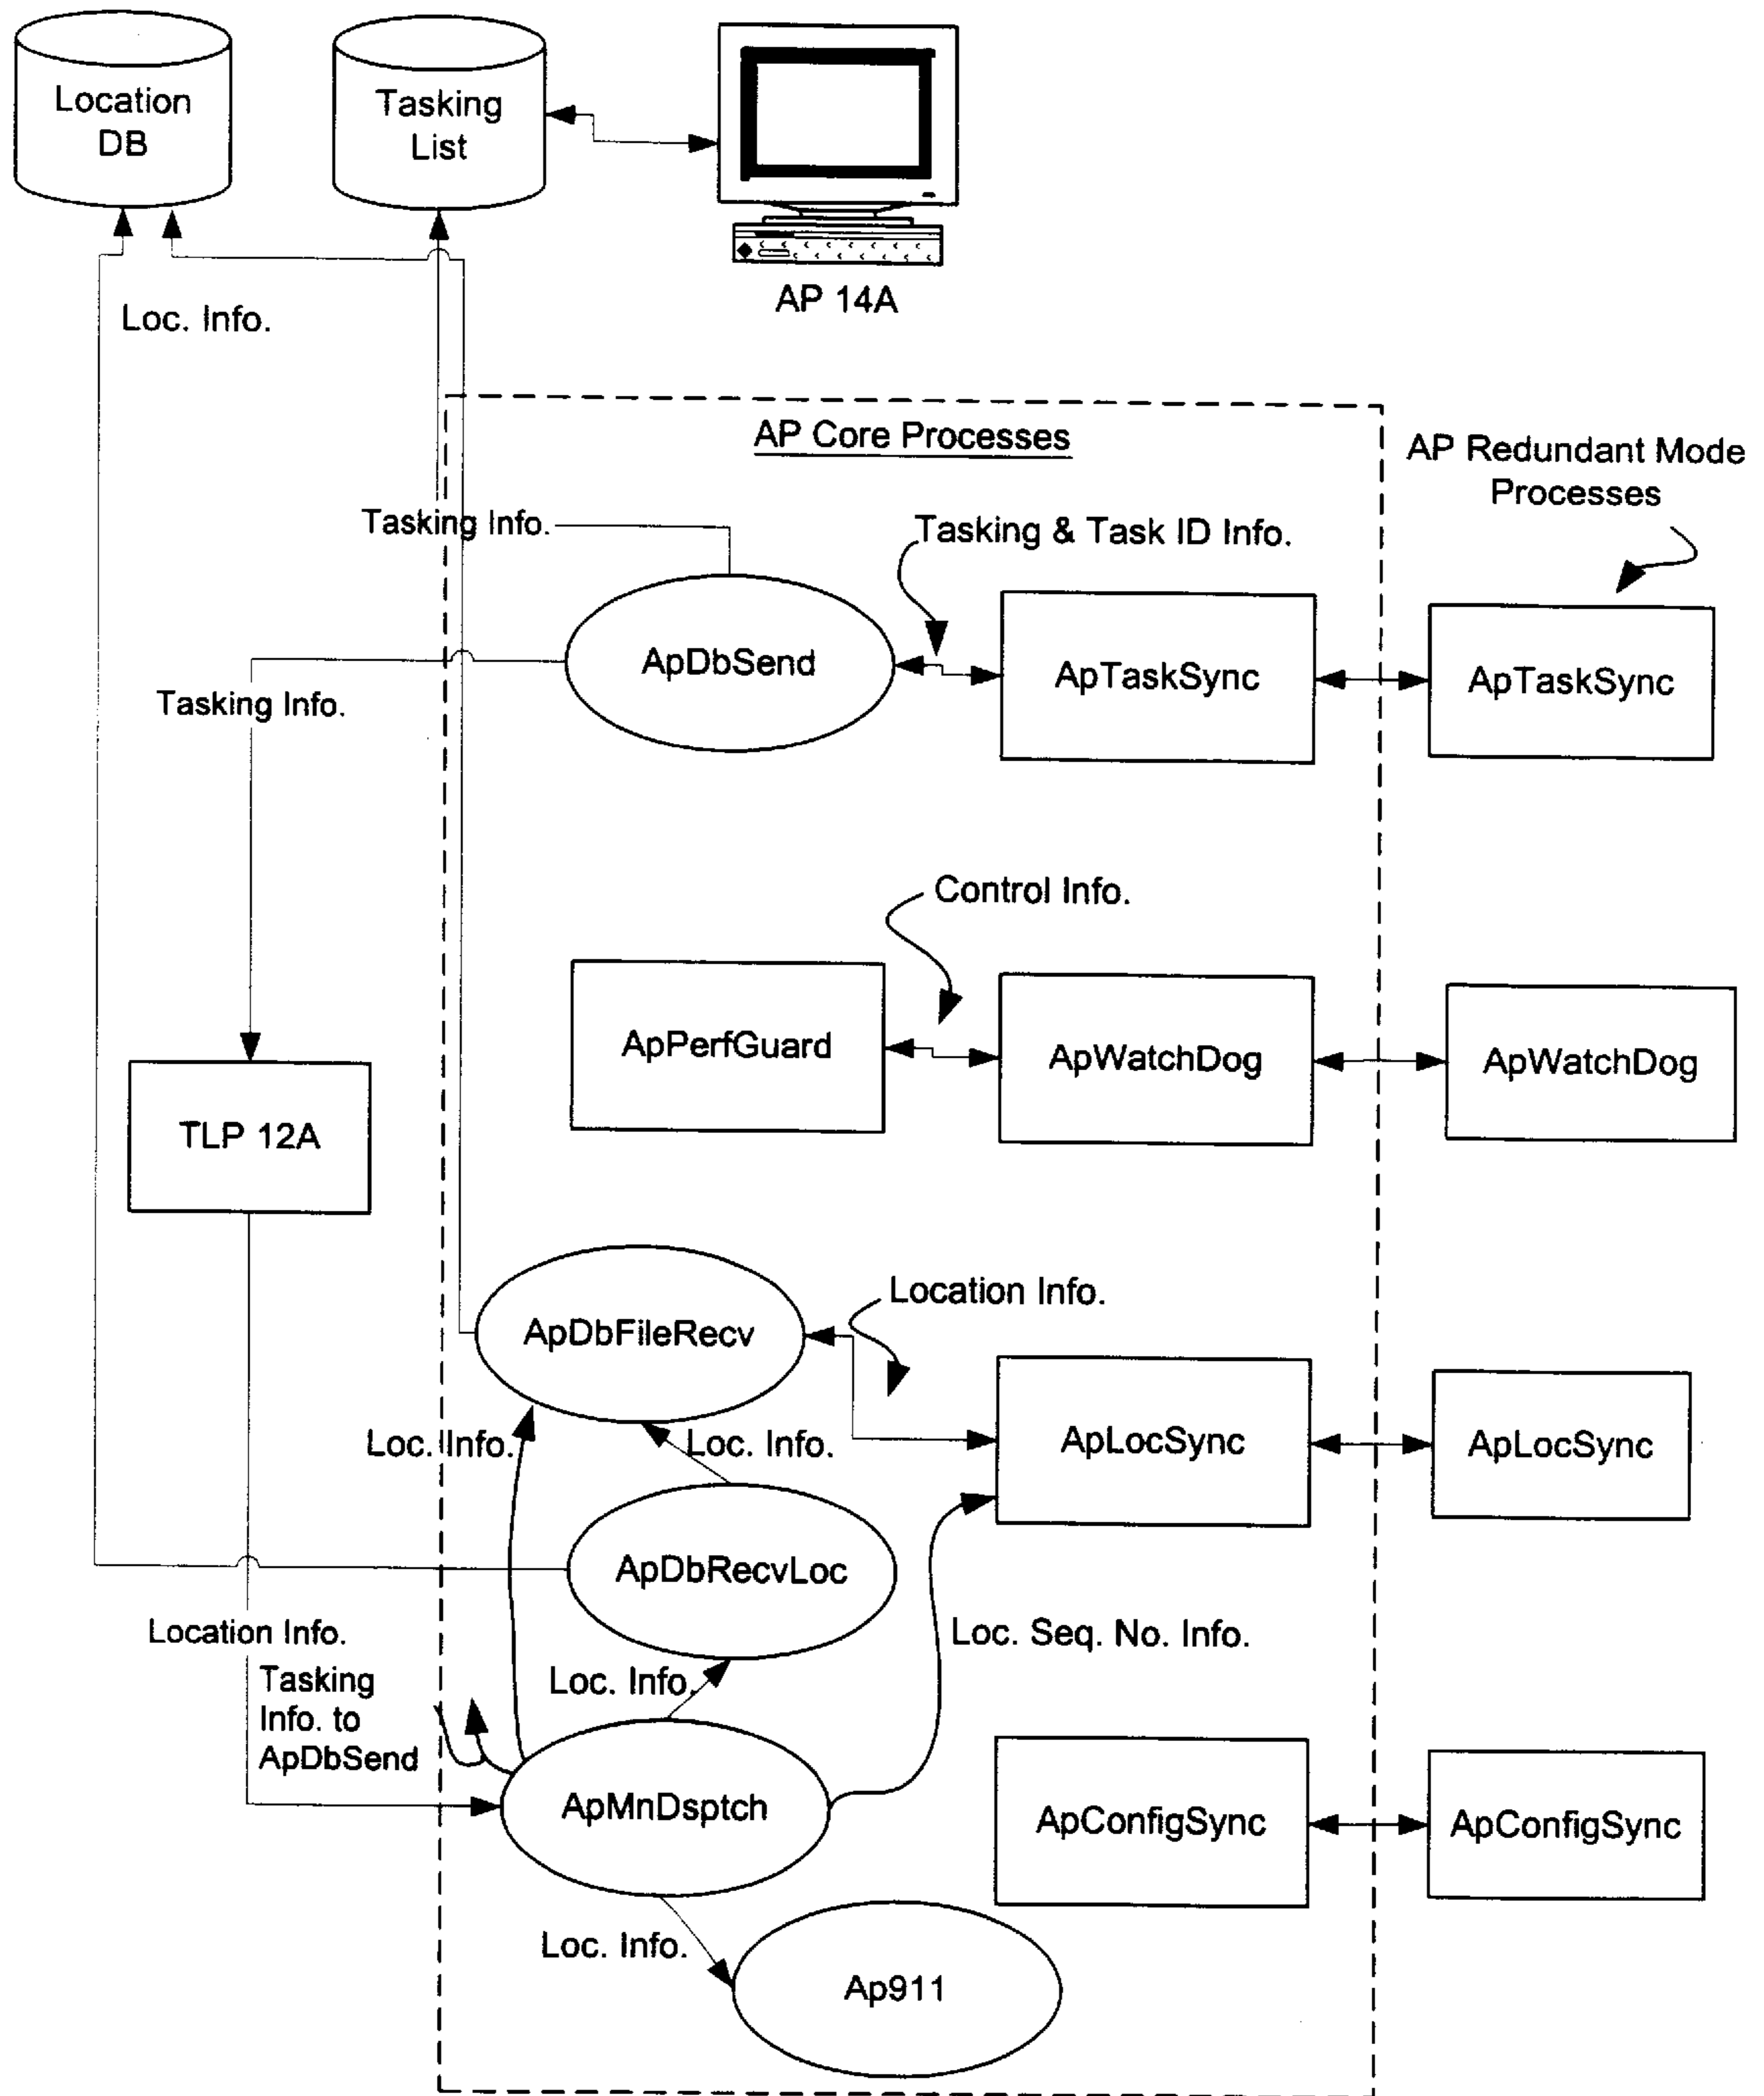 Location
DB
Tasking
List
AP 14A
Loc. Info.
AP Core Processes
AP Redundant Mode
Processes
Tasking Info.
Tasking & Task ID Info.
ApDbSend
ApTaskSync
ApTaskSync
Tasking Info.
Control Info.
ApPerfGuard
ApWatchDog
ApWatchDog
TLP 12A
Location Info.
ApDbFileRecv
Loc. Info.
Loc. Info.
ApLocSync
ApLocSync
ApDbRecvLoc
Location Info.
Loc. Seq. No. Info.
Tasking
Info. to
ApDbSend
Loc. Info.
ApMnDsptch
ApConfigSync
ApConfigSync
Loc. Info.
Ap911